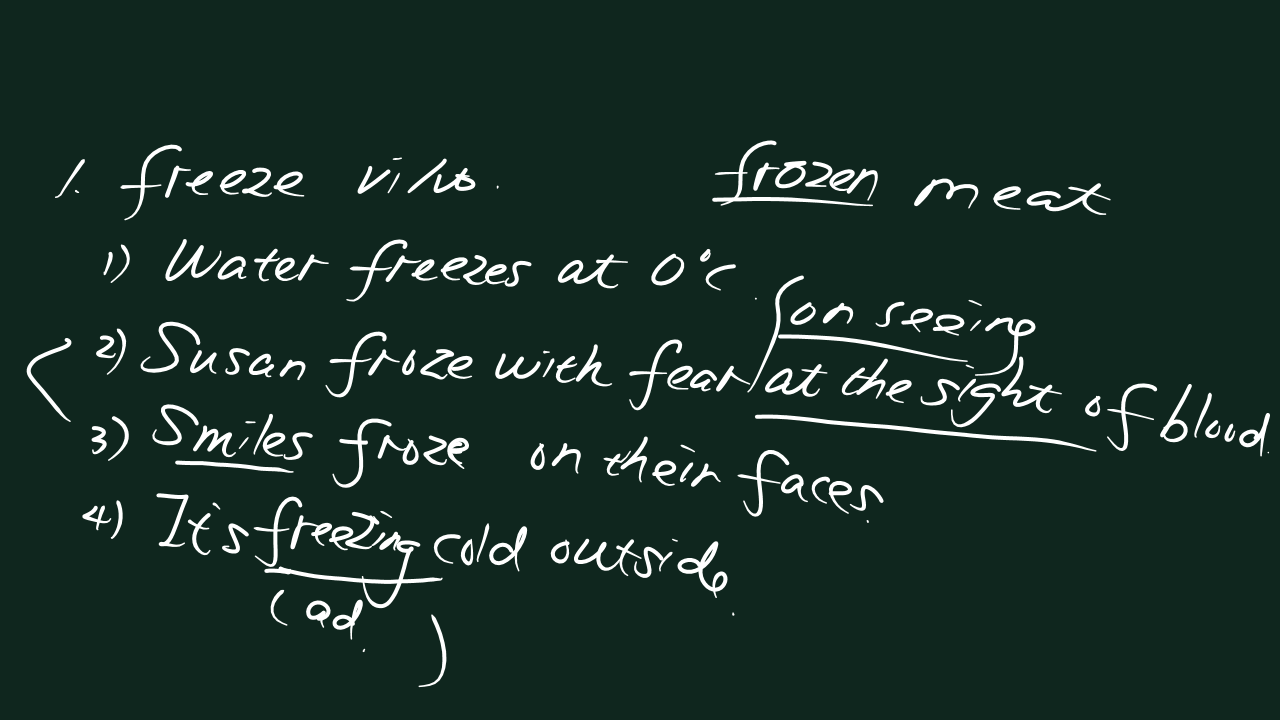 1. freeze vi/vt. frozen meat
1) Water freezes at 0°C.
on seeing
2) Susan froze with fear/at the sight of blood.
3) Smiles froze on their faces.
4) It's freezing cold outside.
(ad. )